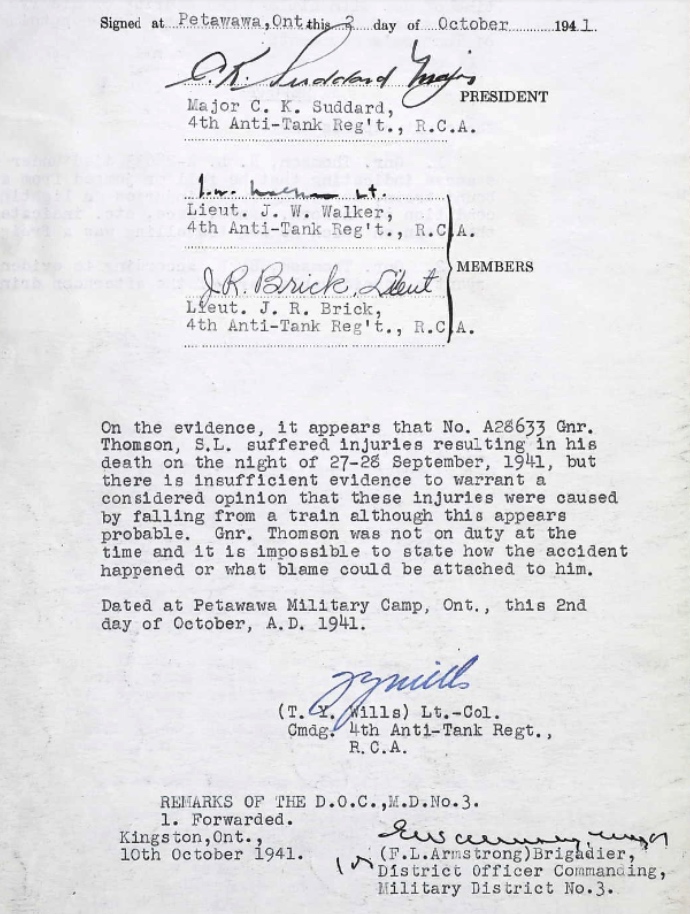 Signed at Petawawa, Ont. this 2 day of October 1941.
C.K. Suddard Major
PRESIDENT
Major C. K. Suddard,
4th Anti-Tank Reg't., R.C.A.
J.W. Walker Lt.
Lieut. J. W. Walker,
4th Anti-Tank Reg't., R.C.A.
MEMBERS
J.R. Brick, Lieut
Lieut. J. R. Brick,
4th Anti-Tank Reg't., R.C.A.
On the evidence, it appears that No. A28633 Gnr.
Thomson, S.L. suffered injuries resulting in his
death on the night of 27-28 September, 1941, but
there is insufficient evidence to warrant a
considered opinion that these injuries were caused
by falling from a train although this appears
probable. Gnr. Thomson was not on duty at the
time and it is impossible to state how the accident
happened or what blame could be attached to him.
Dated at Petawawa Military Camp, Ont., this 2nd
day of October, A.D. 1941.
TYWills
(T. Y. Wills) Lt.-Col.
Cmdg. 4th Anti-Tank Regt.,
R.C.A.
REMARKS OF THE D.O.C.,M.D.No.3.
1. Forwarded.
Kingston,Ont.,
10th October 1941.
(F.L.Armstrong)Brigadier,
District Officer Commanding,
Military District No.3.